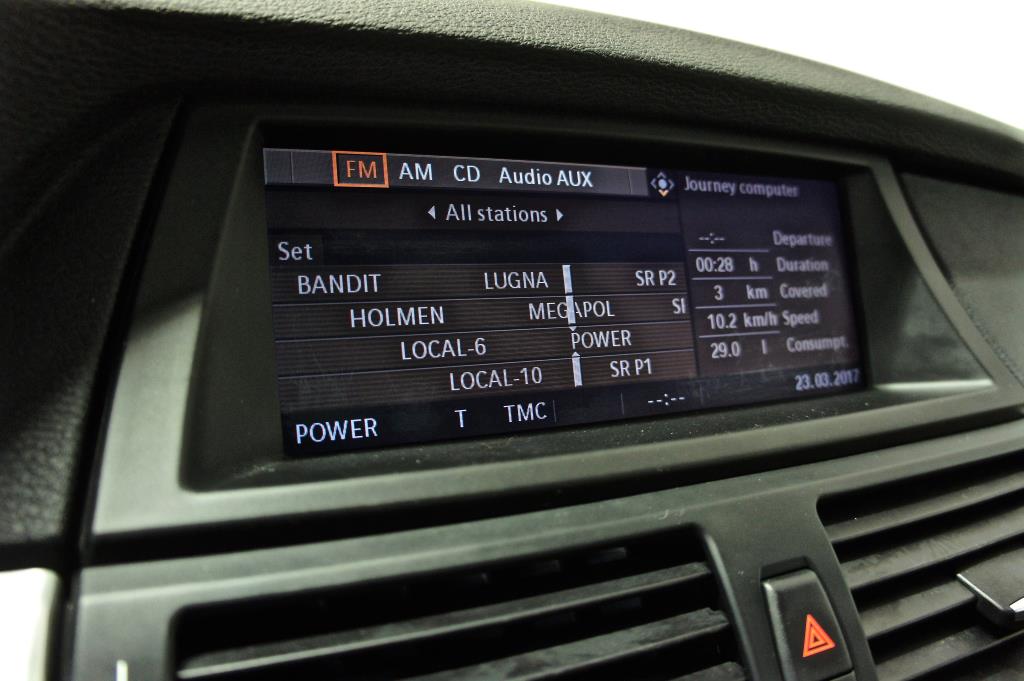 FM AM CD Audio AUX
All stations
Set
BANDIT LUGNA SR P2
HOLMEN MEGAPOL SI
LOCAL-6 POWER
LOCAL-10 SR P1
POWER T TMC --:--
Journey computer
--:-- Departure
00:28 h Duration
3 km Covered
10.2 km/h Speed
29.0 l Consumpt.
23.03.2017